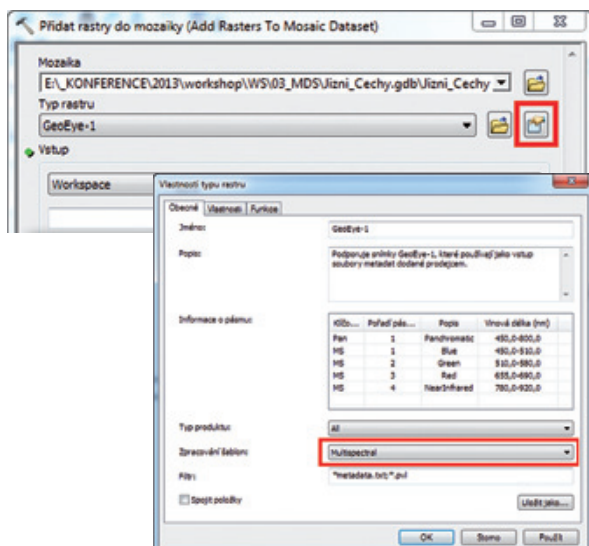 Přidat rastry do mozaiky (Add Rasters To Mosaic Dataset)
Mozaika
E:\_KONFERENCE\2013\workshop\WS\03_MDS\Jizni_Cechy.gdb\Jizni_Cechy
Typ rastru
GeoEye-1
Vstup
Workspace
Vlastnosti typu rastru
Obecné Vlastnosti Funkce
Jméno: GeoEye-1
Popis: Podporuje snímky GeoEye-1, které používají jako vstup
soubory metadat dodané prodejcem.
Informace o pásmu:
Klíčo... Pořadí pás... Popis Vlnová délka (nm)
Pan 1 Panchromatic 450,0-800,0
MS 1 Blue 450,0-510,0
MS 2 Green 510,0-580,0
MS 3 Red 655,0-690,0
MS 4 NearInfrared 780,0-920,0
Typ produktu: All
Zpracování šablon: Multispectral
Filtr: *metadata.txt;*.pvl
Spojit položky Uložit jako...
OK Storno Použít